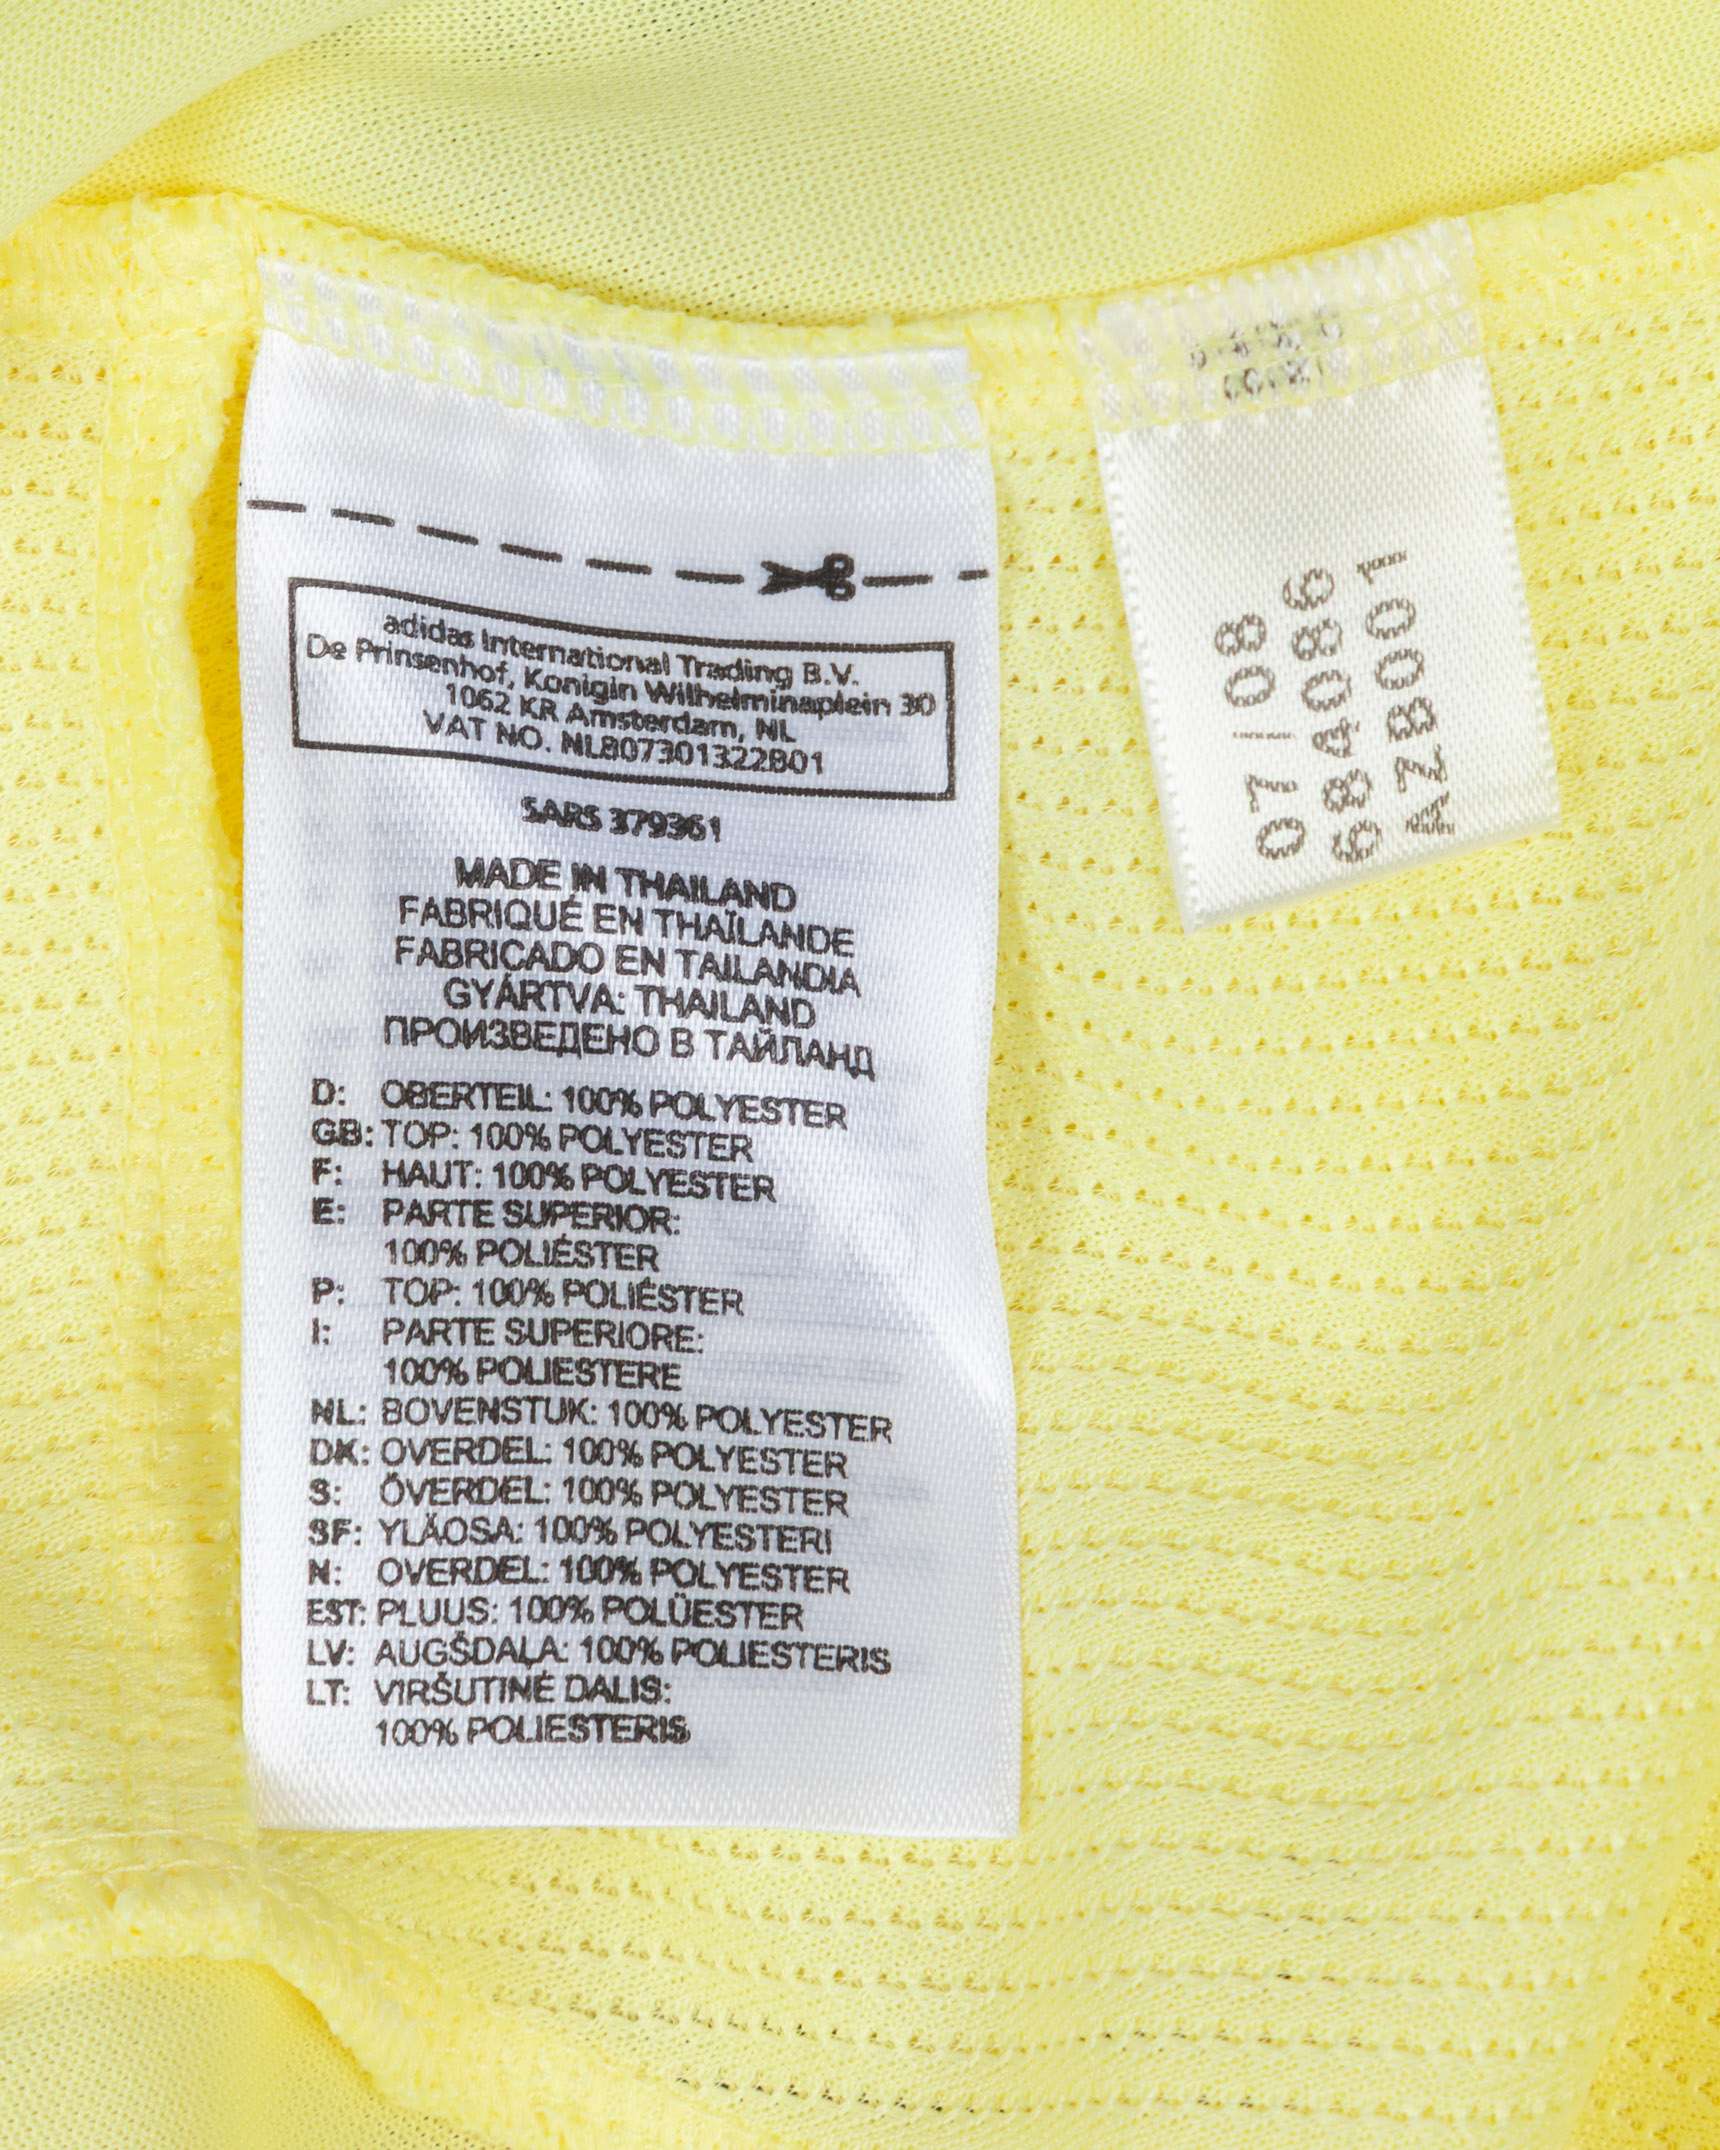 adidas International Trading B.V.
De Prinsenhof, Konigin Wilhelminaplein 30
1062 KR Amsterdam, NL
VAT NO. NL807301322B01
SARS 379361
MADE IN THAILAND
FABRIQUÉ EN THAÏLANDE
FABRICADO EN TAILANDIA
GYÁRTVA: THAILAND
ПРОИЗВЕДЕНО В ТАЙЛАНД
D: OBERTEIL: 100% POLYESTER
GB: TOP: 100% POLYESTER
F: HAUT: 100% POLYESTER
E: PARTE SUPERIOR:
100% POLIÉSTER
P: TOP: 100% POLIÉSTER
I: PARTE SUPERIORE:
100% POLIESTERE
NL: BOVENSTUK: 100% POLYESTER
DK: OVERDEL: 100% POLYESTER
S: ÖVERDEL: 100% POLYESTER
SF: YLÄOSA: 100% POLYESTERI
N: OVERDEL: 100% POLYESTER
EST: PLUUS: 100% POLÜESTER
LV: AUGŠDAĻA: 100% POLIESTERIS
LT: VIRŠUTINĖ DALIS:
100% POLIESTERIS
07/08
684086
AZB001